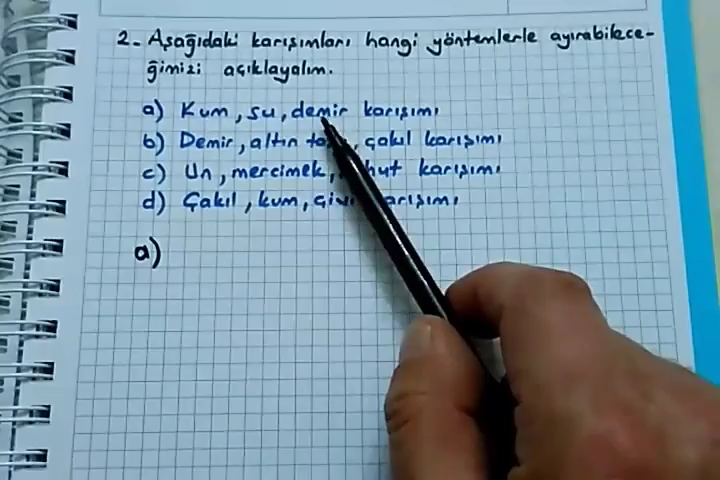 2- Aşağıdaki karışımları hangi yöntemlerle ayırabilece-
ğimizi açıklayalım.
a) Kum, su, demir karışımı
b) Demir, altın çakıl karışımı
c) Un, mercimek, karışımı
d) Çakıl, kum, karışımı
a)